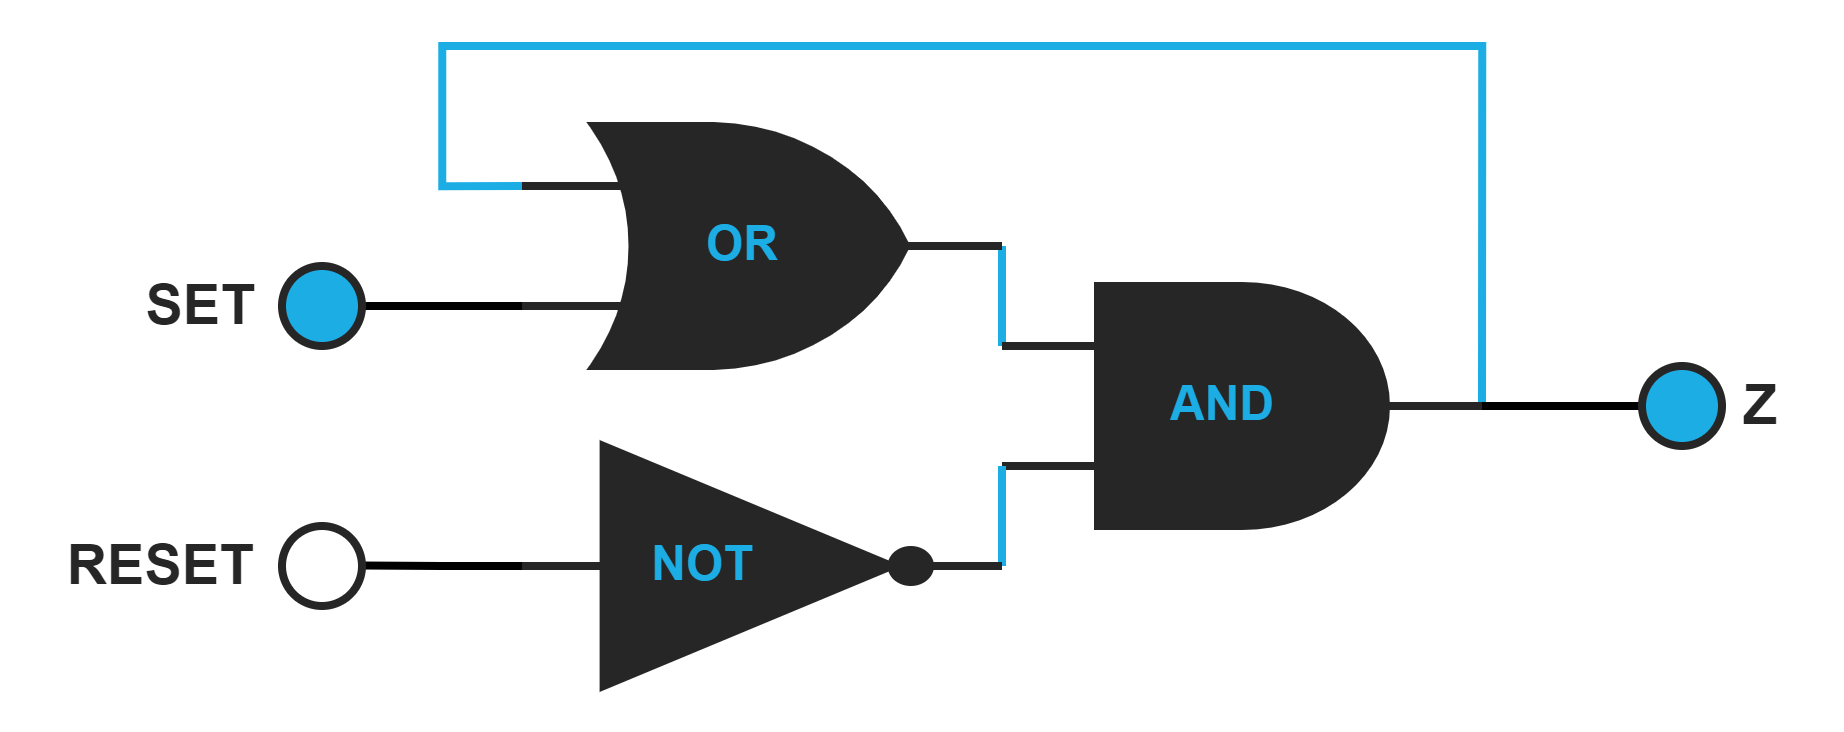 OR
SET
AND
Z
RESET
NOT